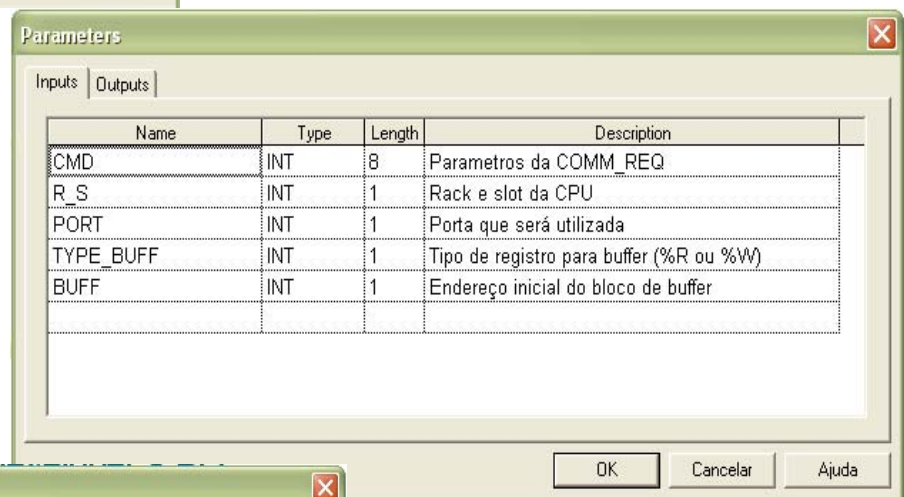 Parameters
Inputs Outputs
Name Type Length Description
CMD INT 8 Parametros da COMM_REQ
R_S INT 1 Rack e slot da CPU
PORT INT 1 Porta que será utilizada
TYPE_BUFF INT 1 Tipo de registro para buffer (%R ou %W)
BUFF INT 1 Endereço inicial do bloco de buffer
OK Cancelar Ajuda